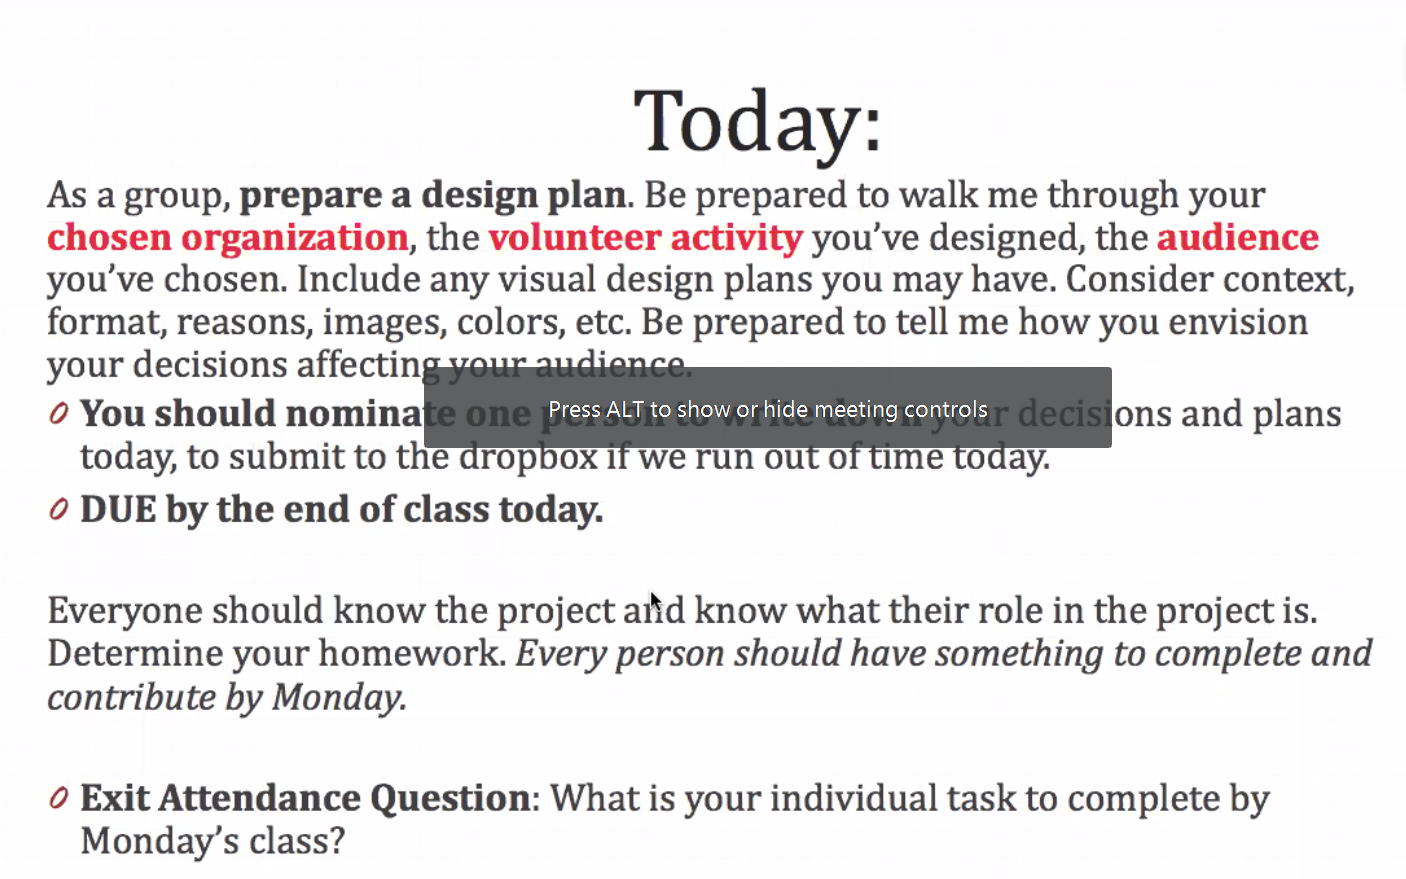 Today:
As a group, prepare a design plan. Be prepared to walk me through your
chosen organization, the volunteer activity you’ve designed, the audience
you’ve chosen. Include any visual design plans you may have. Consider context,
format, reasons, images, colors, etc. Be prepared to tell me how you envision
your decisions affecting your audience.
You should nominate one person to write down your decisions and plans
Press ALT to show or hide meeting controls
today, to submit to the dropbox if we run out of time today.
DUE by the end of class today.
Everyone should know the project and know what their role in the project is.
Determine your homework. Every person should have something to complete and
contribute by Monday.
Exit Attendance Question: What is your individual task to complete by
Monday’s class?